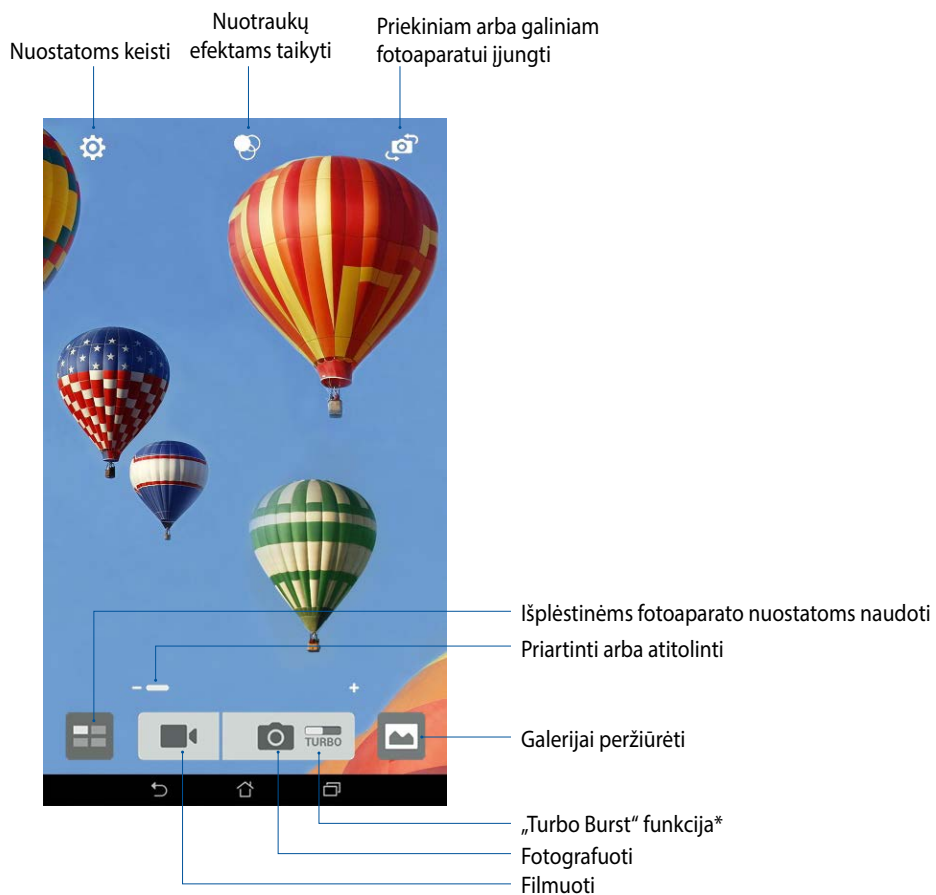 Nuostatoms keisti
Nuotraukų
efektams taikyti
Priekiniam arba galiniam
fotoaparatui įjungti
Išplėstinėms fotoaparato nuostatoms naudoti
Priartinti arba atitolinti
TURBO
Galerijai peržiūrėti
„Turbo Burst“ funkcija*
Fotografuoti
Filmuoti